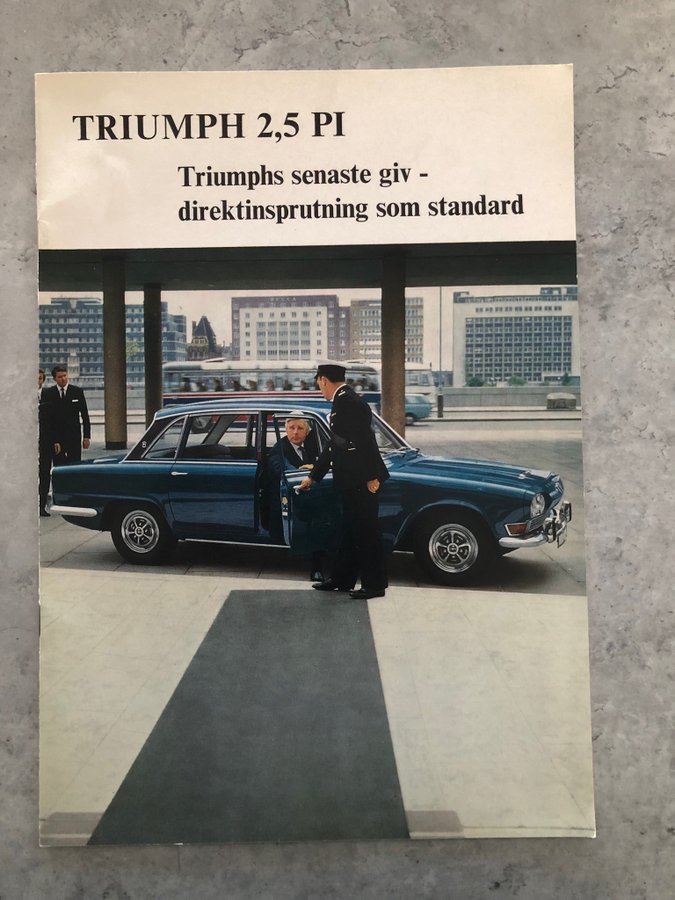 TRIUMPH 2,5 PI
Triumphs senaste giv -
direktinsprutning som standard